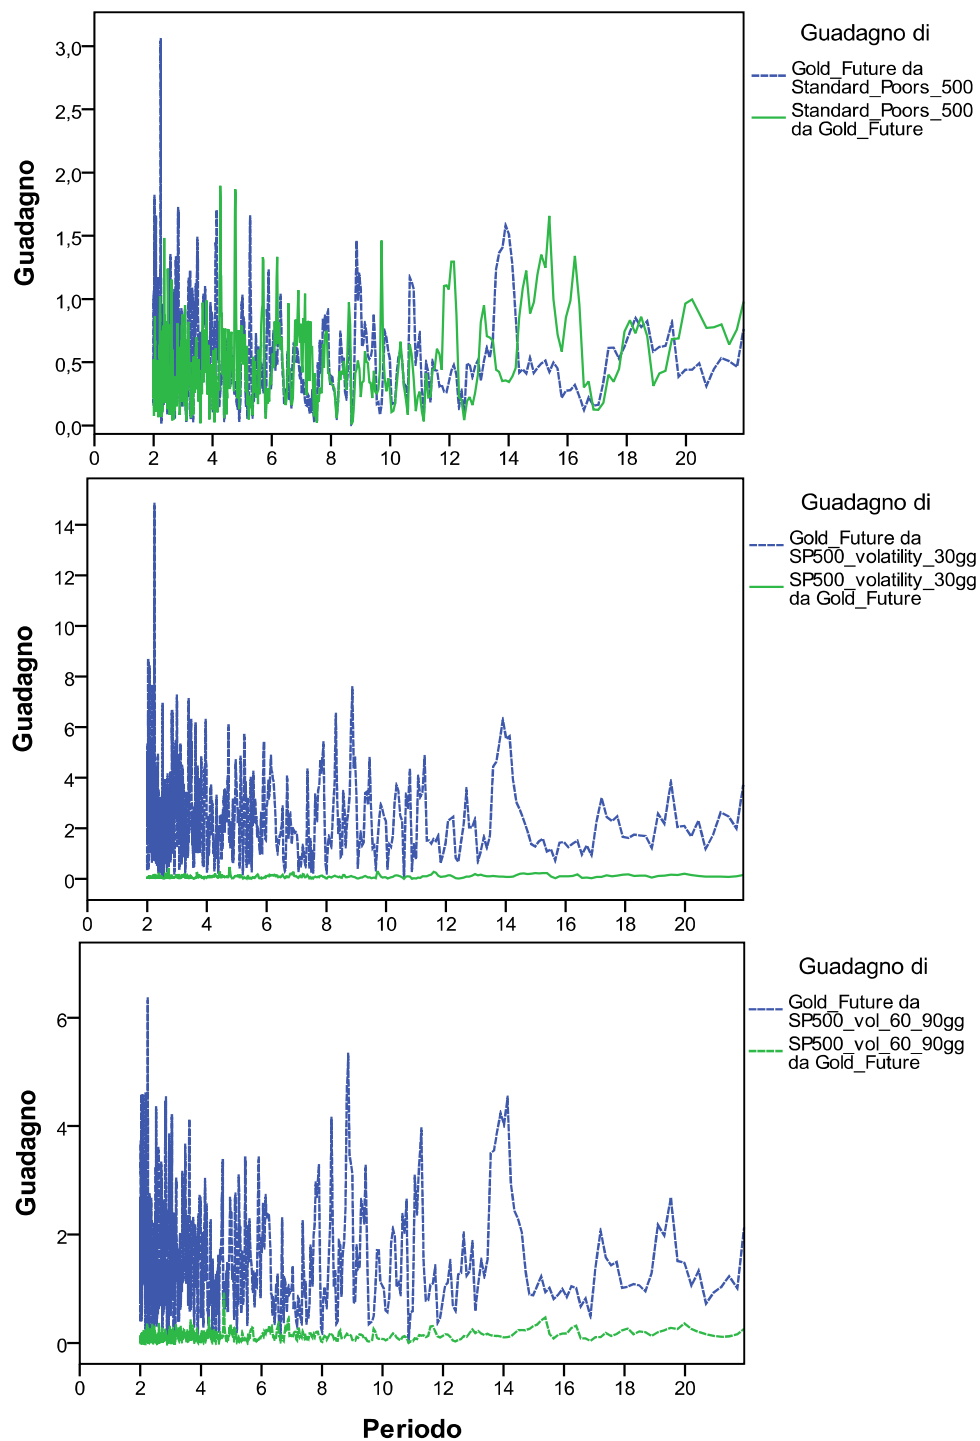 Guadagno di
Gold_Future da
Standard_Poors_500
Standard_Poors_500
da Gold_Future
Guadagno
3,0
2,5
2,0
1,5
1,0
0,5
0,0
0 2 4 6 8 10 12 14 16 18 20
Guadagno di
Gold_Future da
SP500_volatility_30gg
SP500_volatility_30gg
da Gold_Future
Guadagno
14
12
10
8
6
4
2
0
0 2 4 6 8 10 12 14 16 18 20
Guadagno di
Gold_Future da
SP500_vol_60_90gg
SP500_vol_60_90gg
da Gold_Future
Guadagno
6
4
2
0
0 2 4 6 8 10 12 14 16 18 20
Periodo